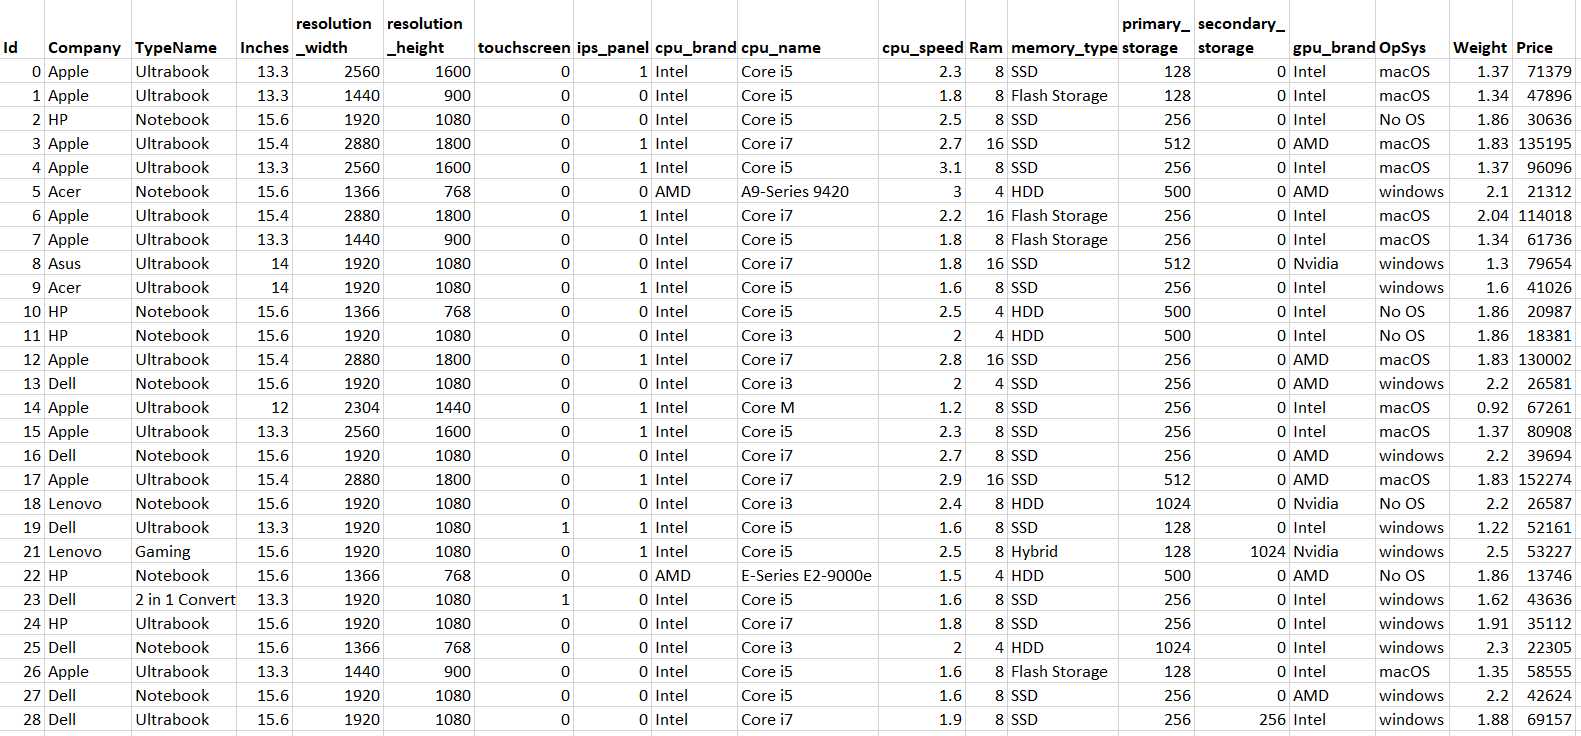 Id Company TypeName Inches resolution_width resolution_height touchscreen ips_panel cpu_brand cpu_name cpu_speed Ram memory_type primary_storage secondary_storage gpu_brand OpSys Weight Price
0 Apple Ultrabook 13.3 2560 1600 0 1 Intel Core i5 2.3 8 SSD 128 0 Intel macOS 1.37 71379
1 Apple Ultrabook 13.3 1440 900 0 0 Intel Core i5 1.8 8 Flash Storage 128 0 Intel macOS 1.34 47896
2 HP Notebook 15.6 1920 1080 0 0 Intel Core i5 2.5 8 SSD 256 0 Intel No OS 1.86 30636
3 Apple Ultrabook 15.4 2880 1800 0 1 Intel Core i7 2.7 16 SSD 512 0 AMD macOS 1.83 135195
4 Apple Ultrabook 13.3 2560 1600 0 1 Intel Core i5 3.1 8 SSD 256 0 Intel macOS 1.37 96096
5 Acer Notebook 15.6 1366 768 0 0 AMD A9-Series 9420 3 4 HDD 500 0 AMD windows 2.1 21312
6 Apple Ultrabook 15.4 2880 1800 0 1 Intel Core i7 2.2 16 Flash Storage 256 0 Intel macOS 2.04 114018
7 Apple Ultrabook 13.3 1440 900 0 0 Intel Core i5 1.8 8 Flash Storage 256 0 Intel macOS 1.34 61736
8 Asus Ultrabook 14 1920 1080 0 0 Intel Core i7 1.8 16 SSD 512 0 Nvidia windows 1.3 79654
9 Acer Ultrabook 14 1920 1080 0 1 Intel Core i5 1.6 8 SSD 256 0 Intel windows 1.6 41026
10 HP Notebook 15.6 1366 768 0 0 Intel Core i5 2.5 4 HDD 500 0 Intel No OS 1.86 20987
11 HP Notebook 15.6 1920 1080 0 0 Intel Core i3 2 4 HDD 500 0 Intel No OS 1.86 18381
12 Apple Ultrabook 15.4 2880 1800 0 1 Intel Core i7 2.8 16 SSD 256 0 AMD macOS 1.83 130002
13 Dell Notebook 15.6 1920 1080 0 0 Intel Core i3 2 4 SSD 256 0 AMD windows 2.2 26581
14 Apple Ultrabook 12 2304 1440 0 1 Intel Core M 1.2 8 SSD 256 0 Intel macOS 0.92 67261
15 Apple Ultrabook 13.3 2560 1600 0 1 Intel Core i5 2.3 8 SSD 256 0 Intel macOS 1.37 80908
16 Dell Notebook 15.6 1920 1080 0 0 Intel Core i7 2.7 8 SSD 256 0 AMD windows 2.2 39694
17 Apple Ultrabook 15.4 2880 1800 0 1 Intel Core i7 2.9 16 SSD 512 0 AMD macOS 1.83 152274
18 Lenovo Notebook 15.6 1920 1080 0 0 Intel Core i3 2.4 8 HDD 1024 0 Nvidia No OS 2.2 26587
19 Dell Ultrabook 13.3 1920 1080 1 1 Intel Core i5 1.6 8 SSD 128 0 Intel windows 1.22 52161
21 Lenovo Gaming 15.6 1920 1080 0 1 Intel Core i5 2.5 8 Hybrid 128 1024 Nvidia windows 2.5 53227
22 HP Notebook 15.6 1366 768 0 0 AMD E-Series E2-9000e 1.5 4 HDD 500 0 AMD No OS 1.86 13746
23 Dell 2 in 1 Convert 13.3 1920 1080 1 0 Intel Core i5 1.6 8 SSD 256 0 Intel windows 1.62 43636
24 HP Ultrabook 15.6 1920 1080 0 0 Intel Core i7 1.8 8 SSD 256 0 Intel windows 1.91 35112
25 Dell Notebook 15.6 1366 768 0 0 Intel Core i3 2 4 HDD 1024 0 Intel windows 2.3 22305
26 Apple Ultrabook 13.3 1440 900 0 0 Intel Core i5 1.6 8 Flash Storage 128 0 Intel macOS 1.35 58555
27 Dell Notebook 15.6 1920 1080 0 0 Intel Core i5 1.6 8 SSD 256 0 AMD windows 2.2 42624
28 Dell Ultrabook 15.6 1920 1080 0 0 Intel Core i7 1.9 8 SSD 256 256 Intel windows 1.88 69157